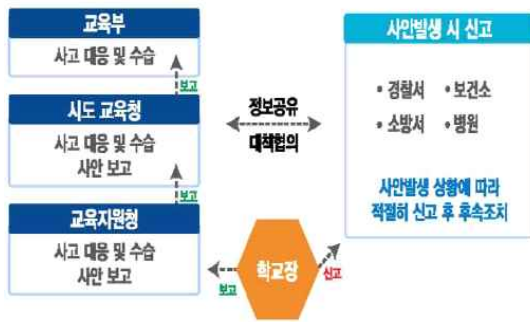 교육부
사고 대응 및 수습
보고
시도 교육청
사고 대응 및 수습
사안 보고
보고
교육지원청
사고 대응 및 수습
사안 보고
정보공유
대책협의
보고
학교장
신고
사안발생 시 신고
• 경찰서 • 보건소
• 소방서 • 병원
사안발생 상황에 따라
적절히 신고 후 후속조치